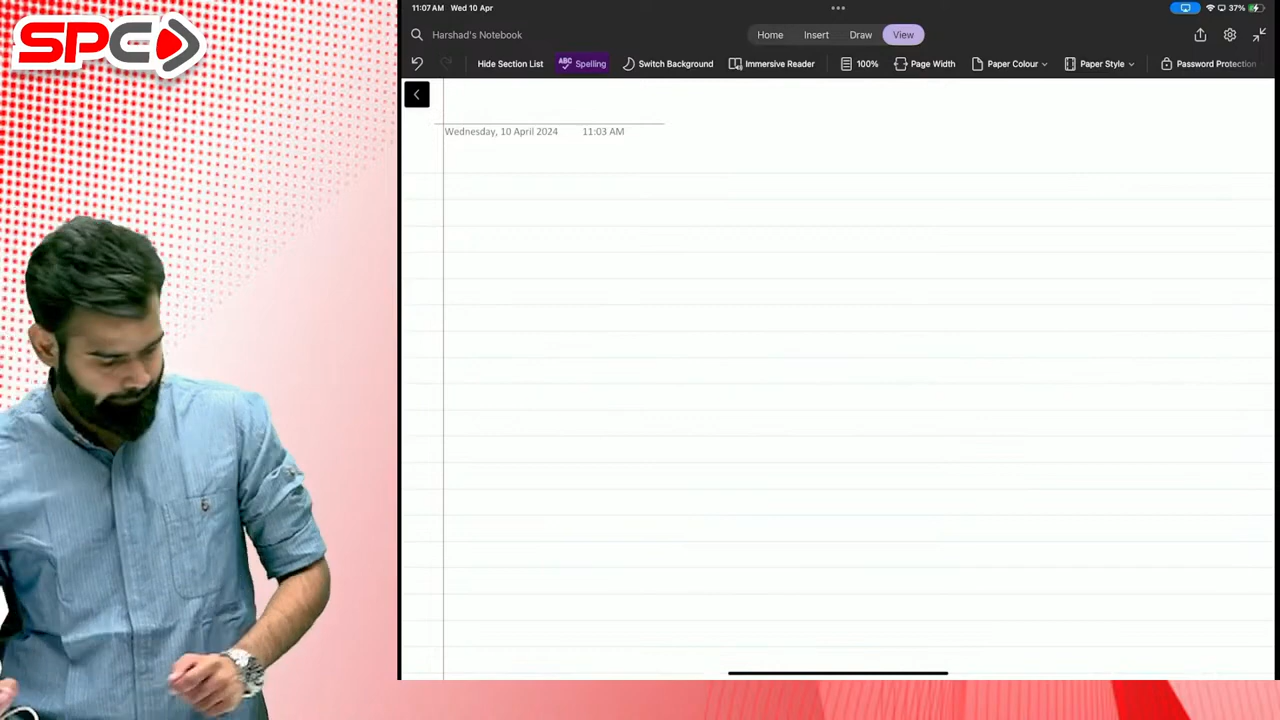 SPC
11:07 AM Wed 10 Apr
37%
Harshad's Notebook
Home Insert Draw View
Hide Section List ABC Spelling Switch Background Immersive Reader 100% Page Width Paper Colour Paper Style Password Protection
Wednesday, 10 April 2024 11:03 AM